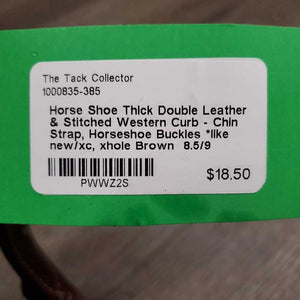 The Tack Collector
1000835-385
Horse Shoe Thick Double Leather
& Stitched Western Curb - Chin
Strap, Horseshoe Buckles *like
new/xc, xhole Brown 8.5/9
$18.50
PWWZ2S